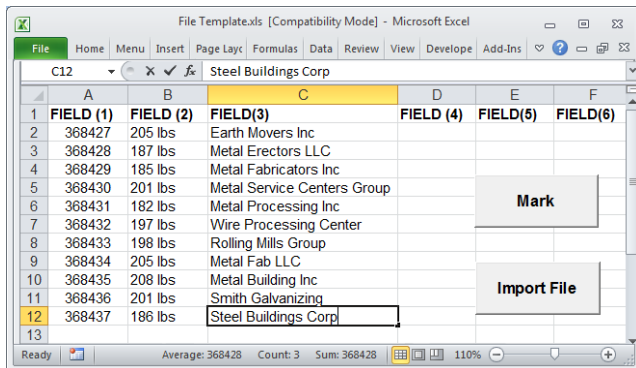 File Template.xls [Compatibility Mode] - Microsoft Excel
File Home Menu Insert Page Layc Formulas Data Review View Develope Add-Ins
C12 fx Steel Buildings Corp
A B C D E F
1 FIELD (1) FIELD (2) FIELD(3) FIELD (4) FIELD(5) FIELD(6)
2 368427 205 lbs Earth Movers Inc
3 368428 187 lbs Metal Erectors LLC
4 368429 185 lbs Metal Fabricators Inc
5 368430 201 lbs Metal Service Centers Group
6 368431 182 lbs Metal Processing Inc
Mark
7 368432 197 lbs Wire Processing Center
8 368433 198 lbs Rolling Mills Group
9 368434 205 lbs Metal Fab LLC
10 368435 208 lbs Metal Building Inc
Import File
11 368436 201 lbs Smith Galvanizing
12 368437 186 lbs Steel Buildings Corp
13
Ready Average: 368428 Count: 3 Sum: 368428 110%